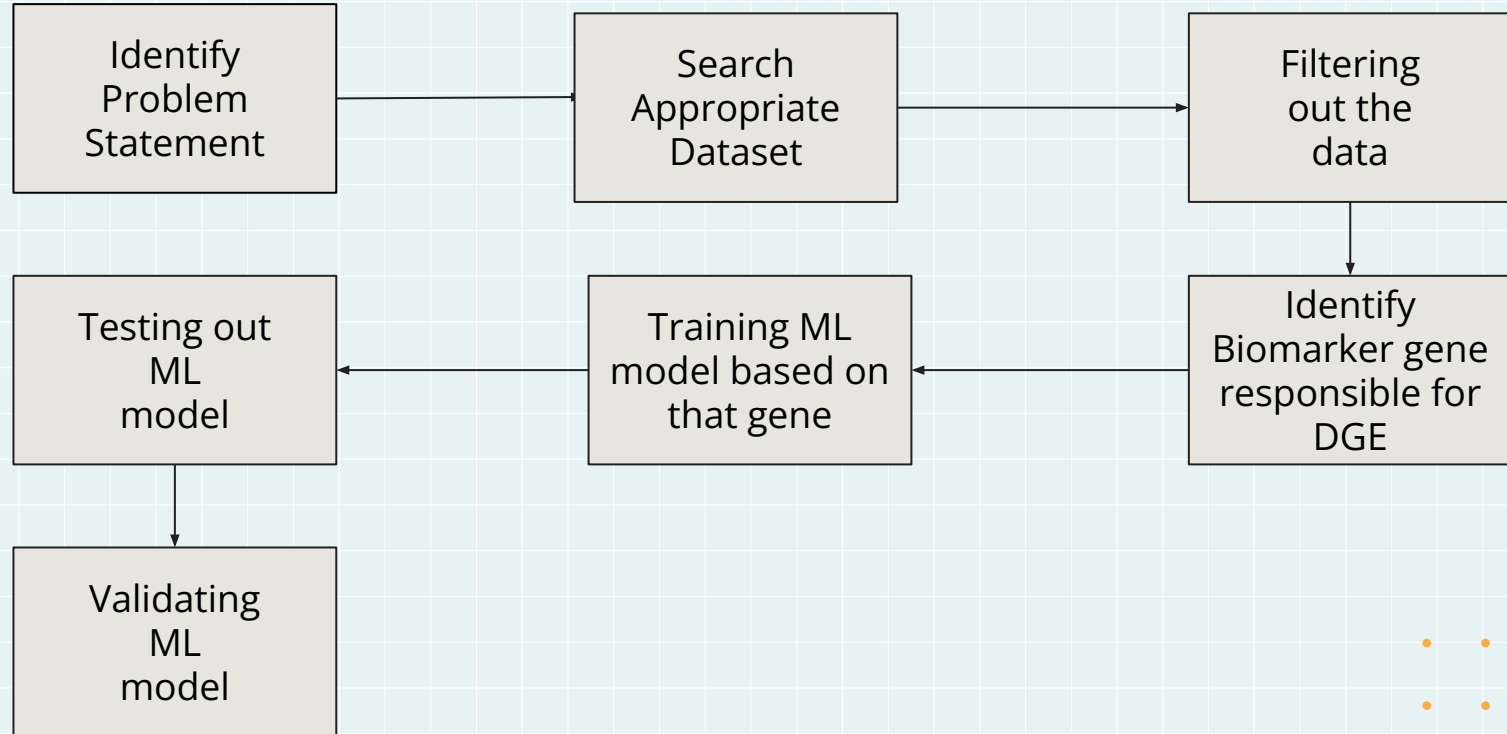 Identify
Problem
Statement
Search
Appropriate
Dataset
Filtering
out the
data
Identify
Biomarker gene
responsible for
DGE
Training ML
model based on
that gene
Testing out
ML
model
Validating
ML
model